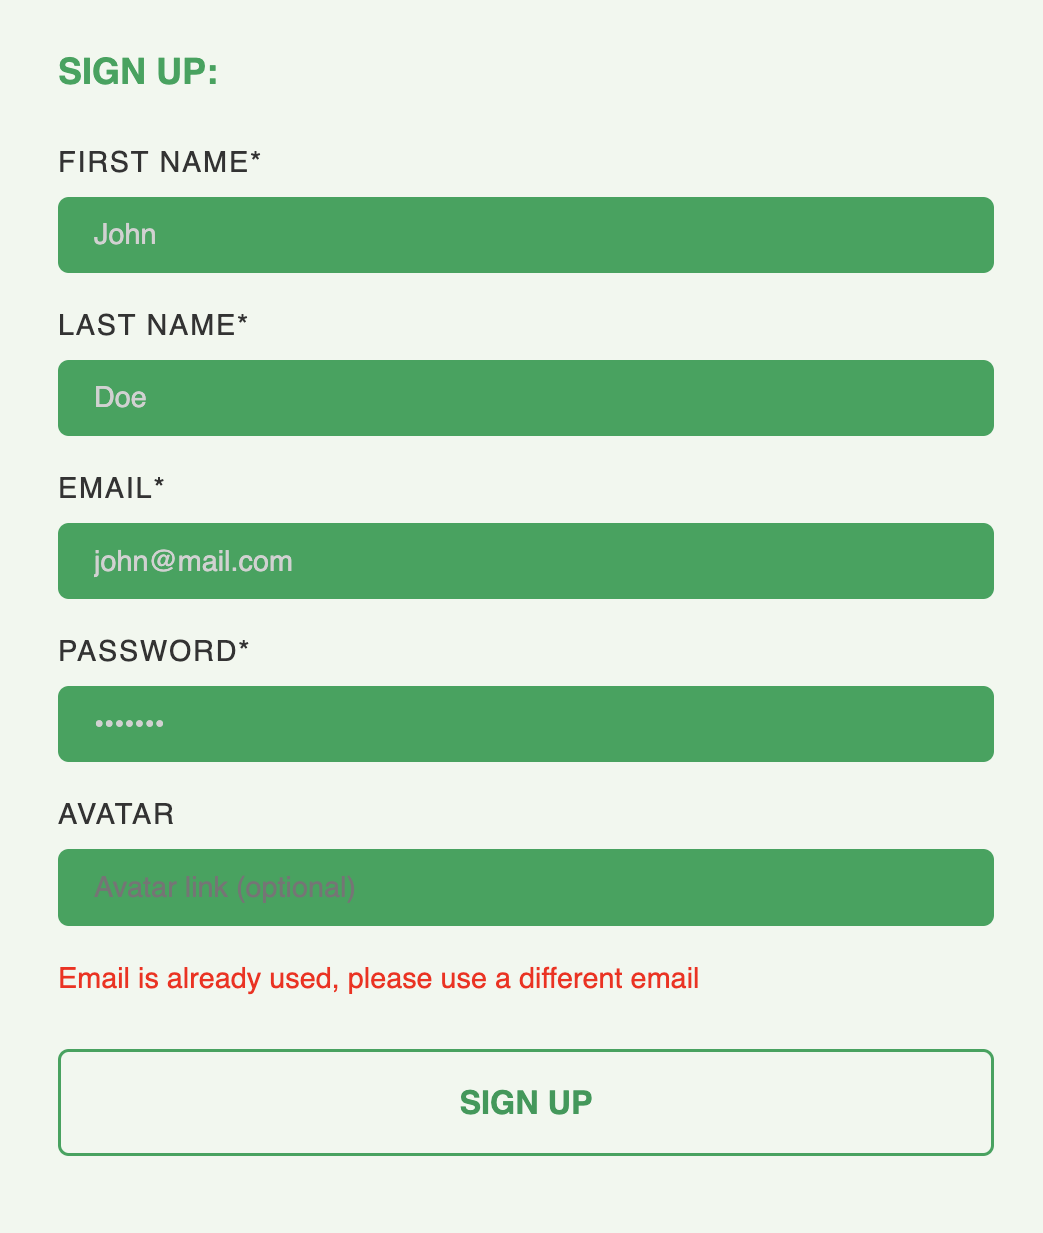 SIGN UP:
FIRST NAME*
John
LAST NAME*
Doe
EMAIL*
john@mail.com
PASSWORD*
•••••••
AVATAR
Avatar link (optional)
Email is already used, please use a different email
SIGN UP